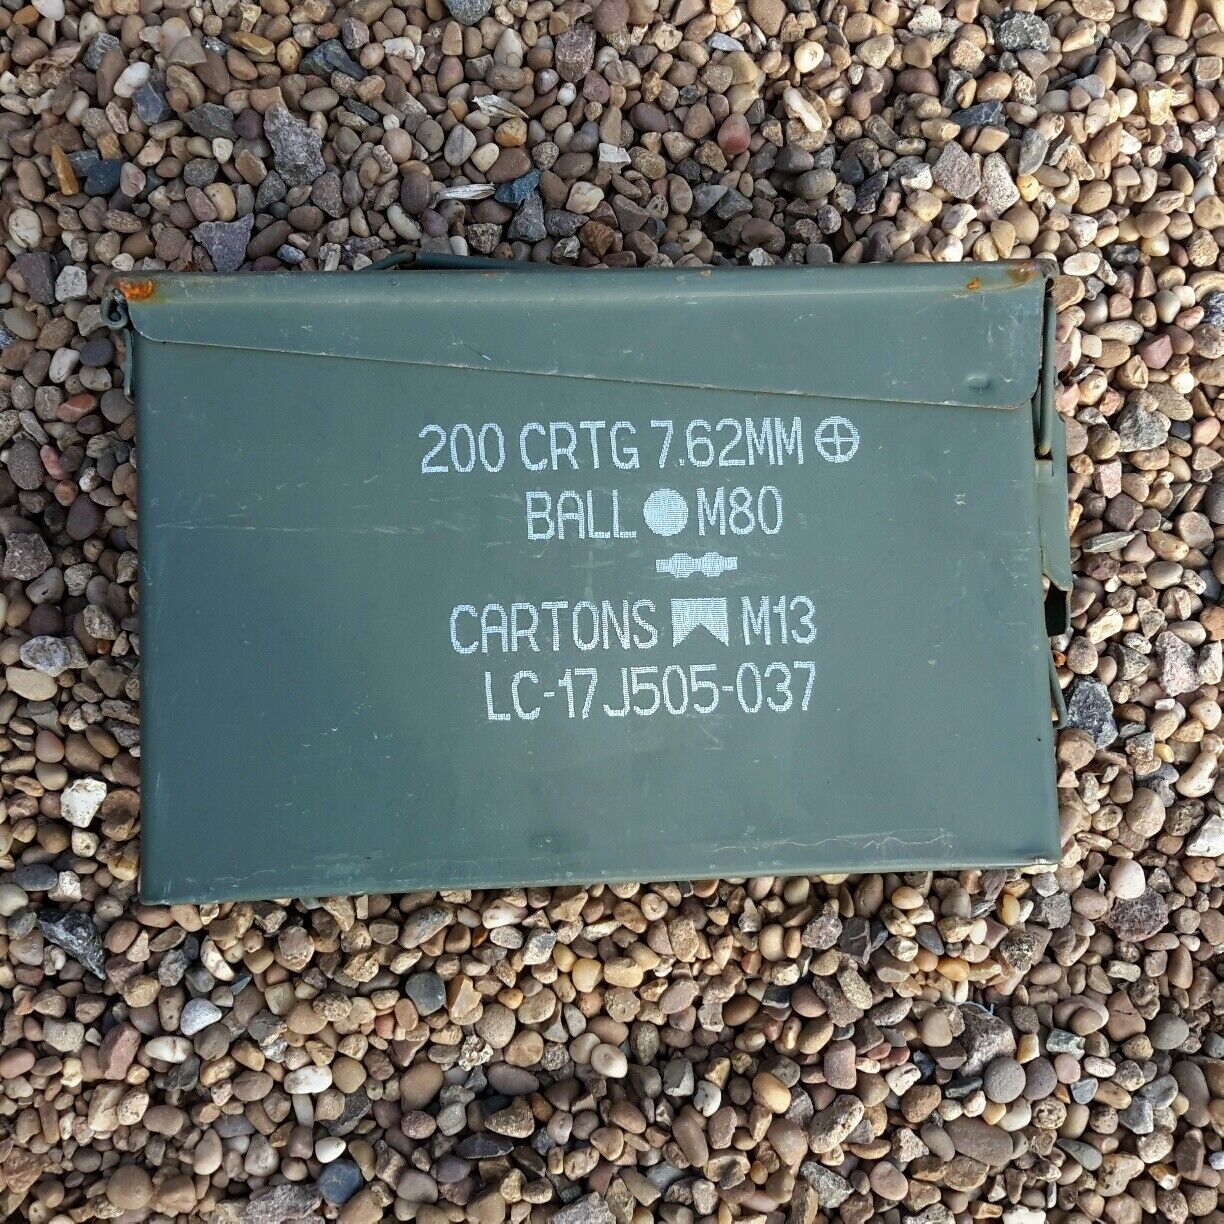 200 CRTG 7.62MM ⊕
BALL ● M80
CARTONS M13
LC-17J505-037